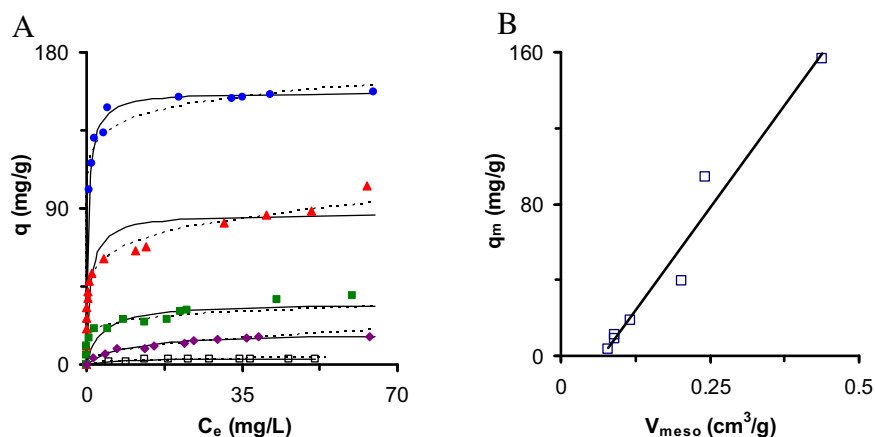 A
180
90
0
q (mg/g)
0
35
70
Cₑ (mg/L)
B
160
80
0
qₘ (mg/g)
0
0.25
0.5
Vmeso (cm³/g)